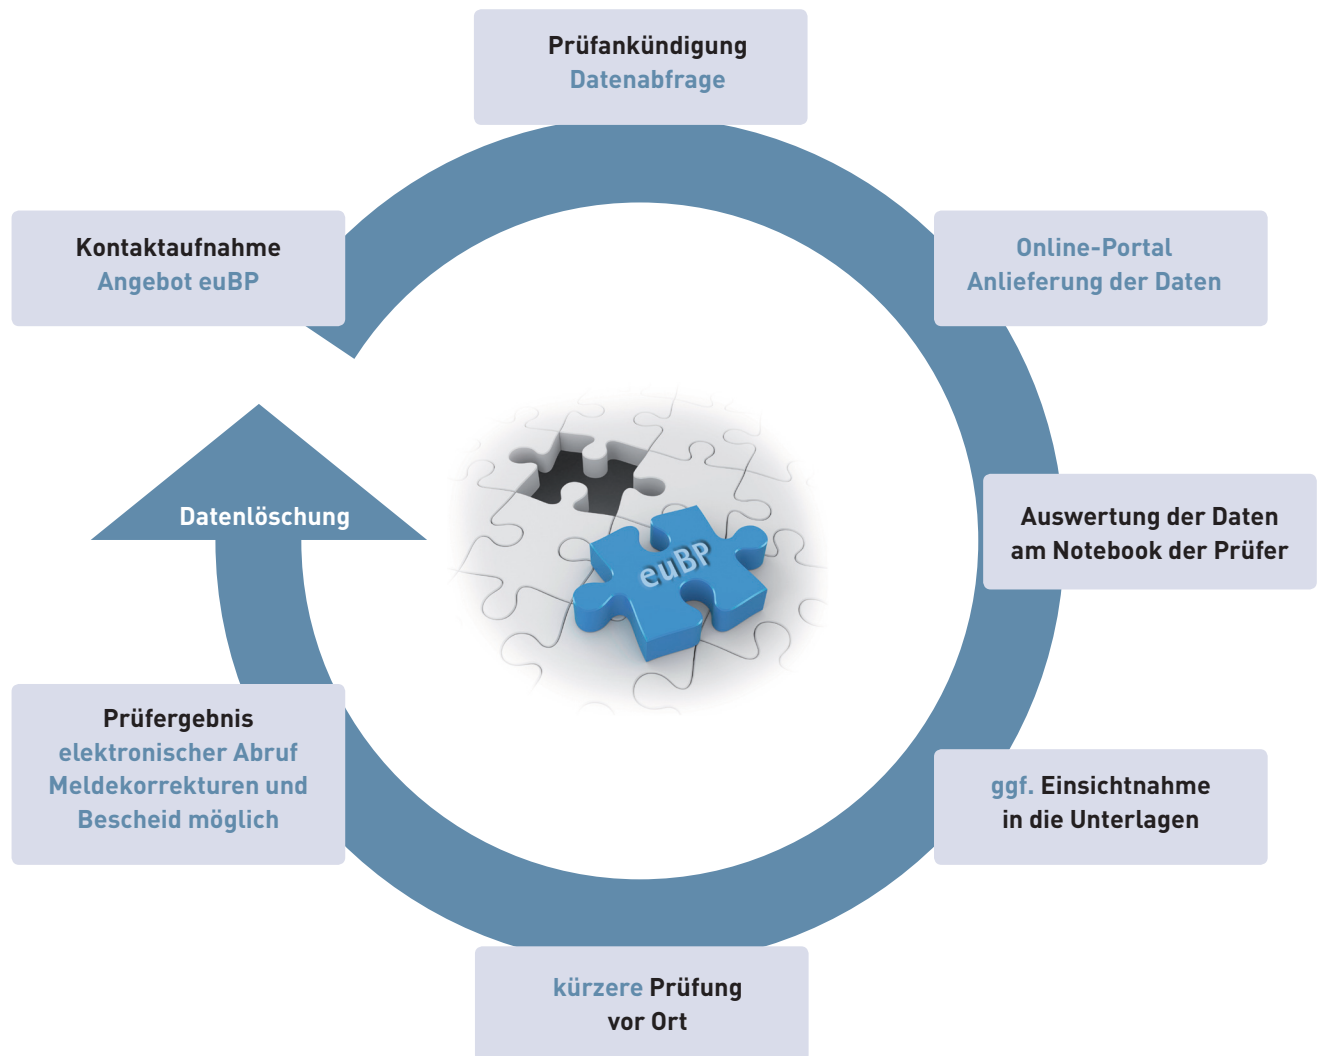 Prüfankündigung
Datenabfrage
Kontaktaufnahme
Angebot euBP
Online-Portal
Anlieferung der Daten
Auswertung der Daten
am Notebook der Prüfer
Datenlöschung
euBP
Prüfergebnis
elektronischer Abruf
Meldekorrekturen und
Bescheid möglich
ggf. Einsichtnahme
in die Unterlagen
kürzere Prüfung
vor Ort